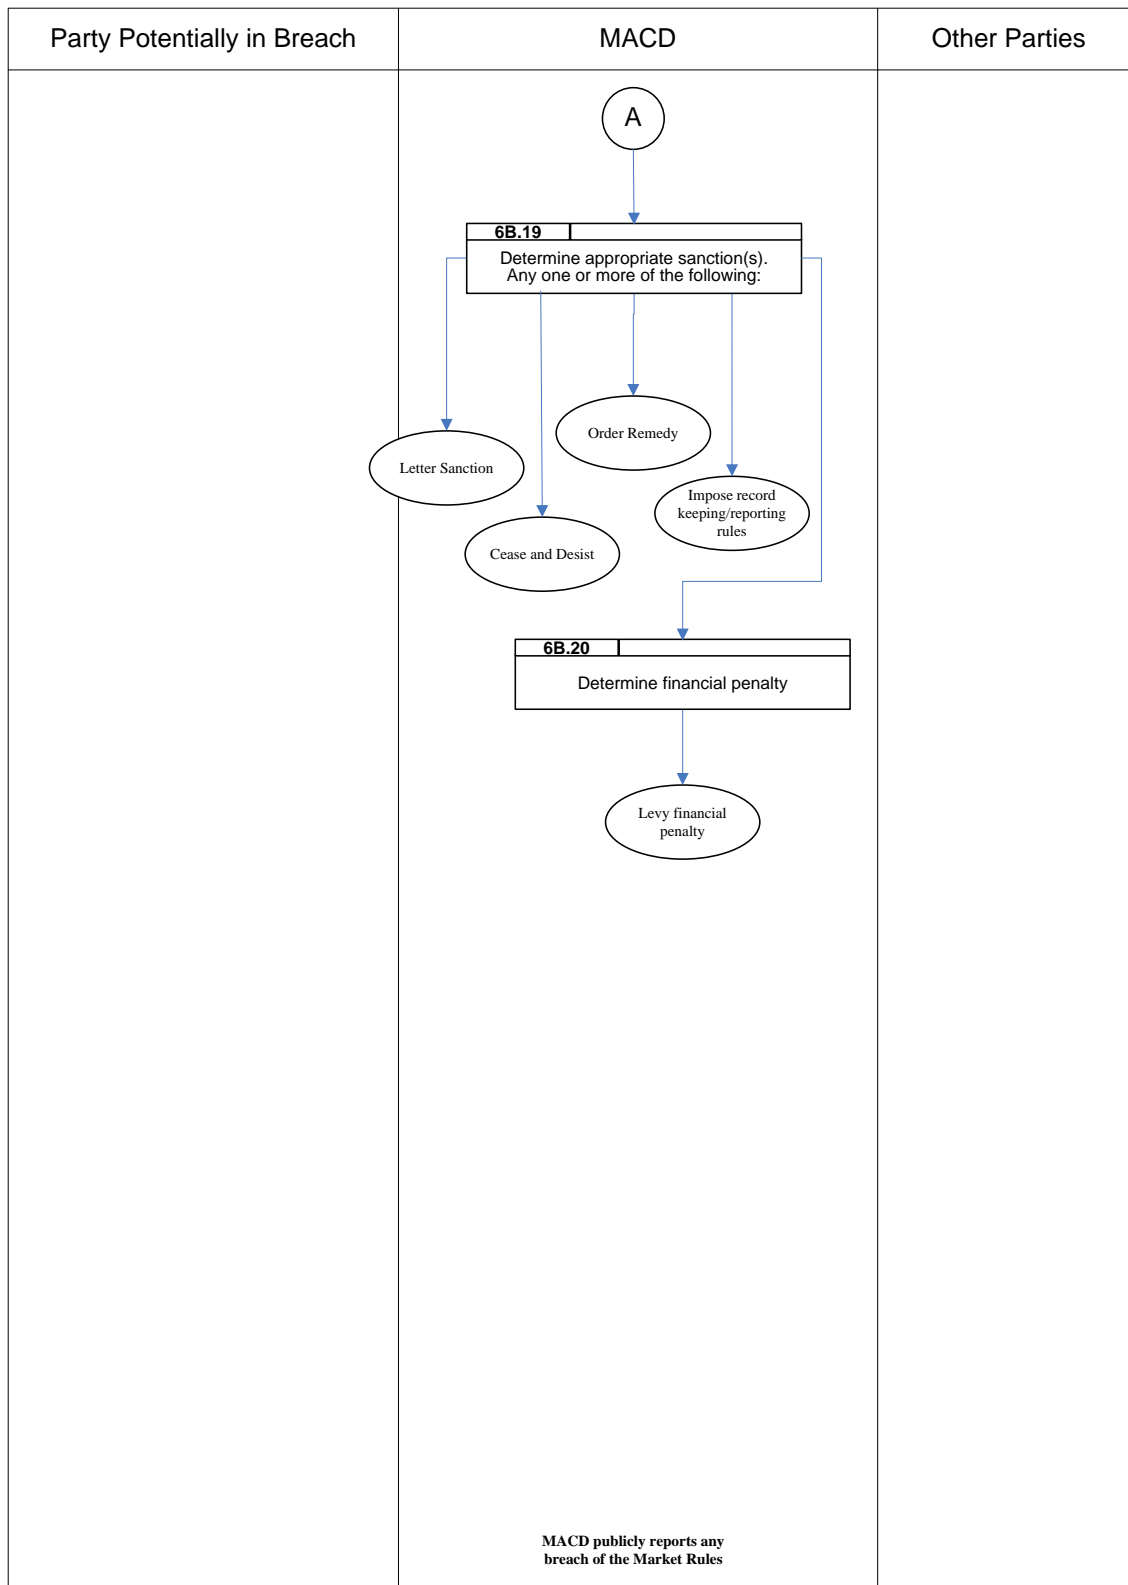 Party Potentially in Breach
MACD
Other Parties
A
6B.19
Determine appropriate sanction(s).
Any one or more of the following:
Order Remedy
Letter Sanction
Impose record
keeping/reporting
rules
Cease and Desist
6B.20
Determine financial penalty
Levy financial
penalty
MACD publicly reports any
breach of the Market Rules